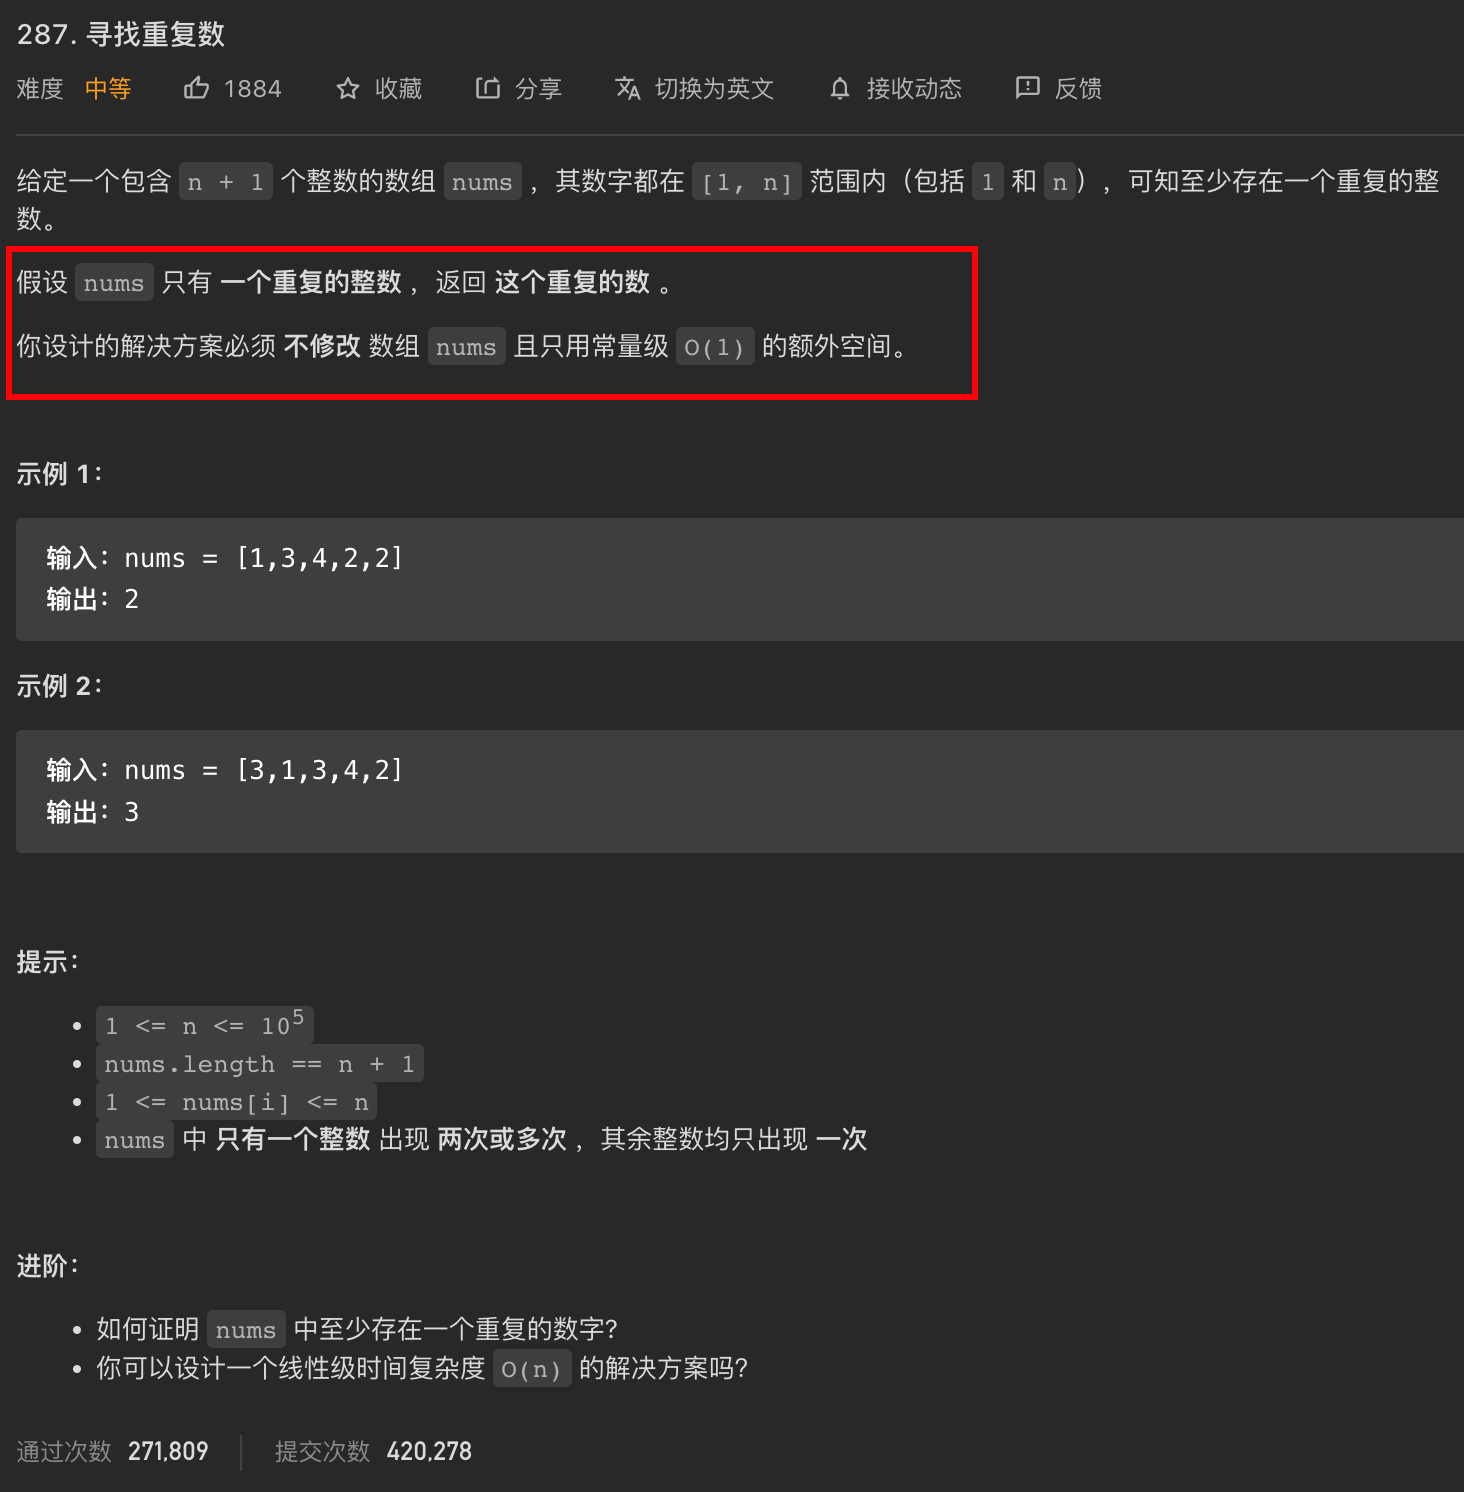 287. 寻找重复数
难度 中等 1884 收藏 分享 切换为英文 接收动态 反馈
给定一个包含 n + 1 个整数的数组 nums ，其数字都在 [1, n] 范围内（包括 1 和 n），可知至少存在一个重复的整
数。
假设 nums 只有 一个重复的整数 ，返回 这个重复的数 。
你设计的解决方案必须 不修改 数组 nums 且只用常量级 O(1) 的额外空间。
示例 1：
输入：nums = [1,3,4,2,2]
输出：2
示例 2：
输入：nums = [3,1,3,4,2]
输出：3
提示：
• 1 <= n <= 10⁵
• nums.length == n + 1
• 1 <= nums[i] <= n
• nums 中 只有一个整数 出现 两次或多次 ，其余整数均只出现 一次
进阶：
• 如何证明 nums 中至少存在一个重复的数字?
• 你可以设计一个线性级时间复杂度 O(n) 的解决方案吗?
通过次数 271,809 提交次数 420,278